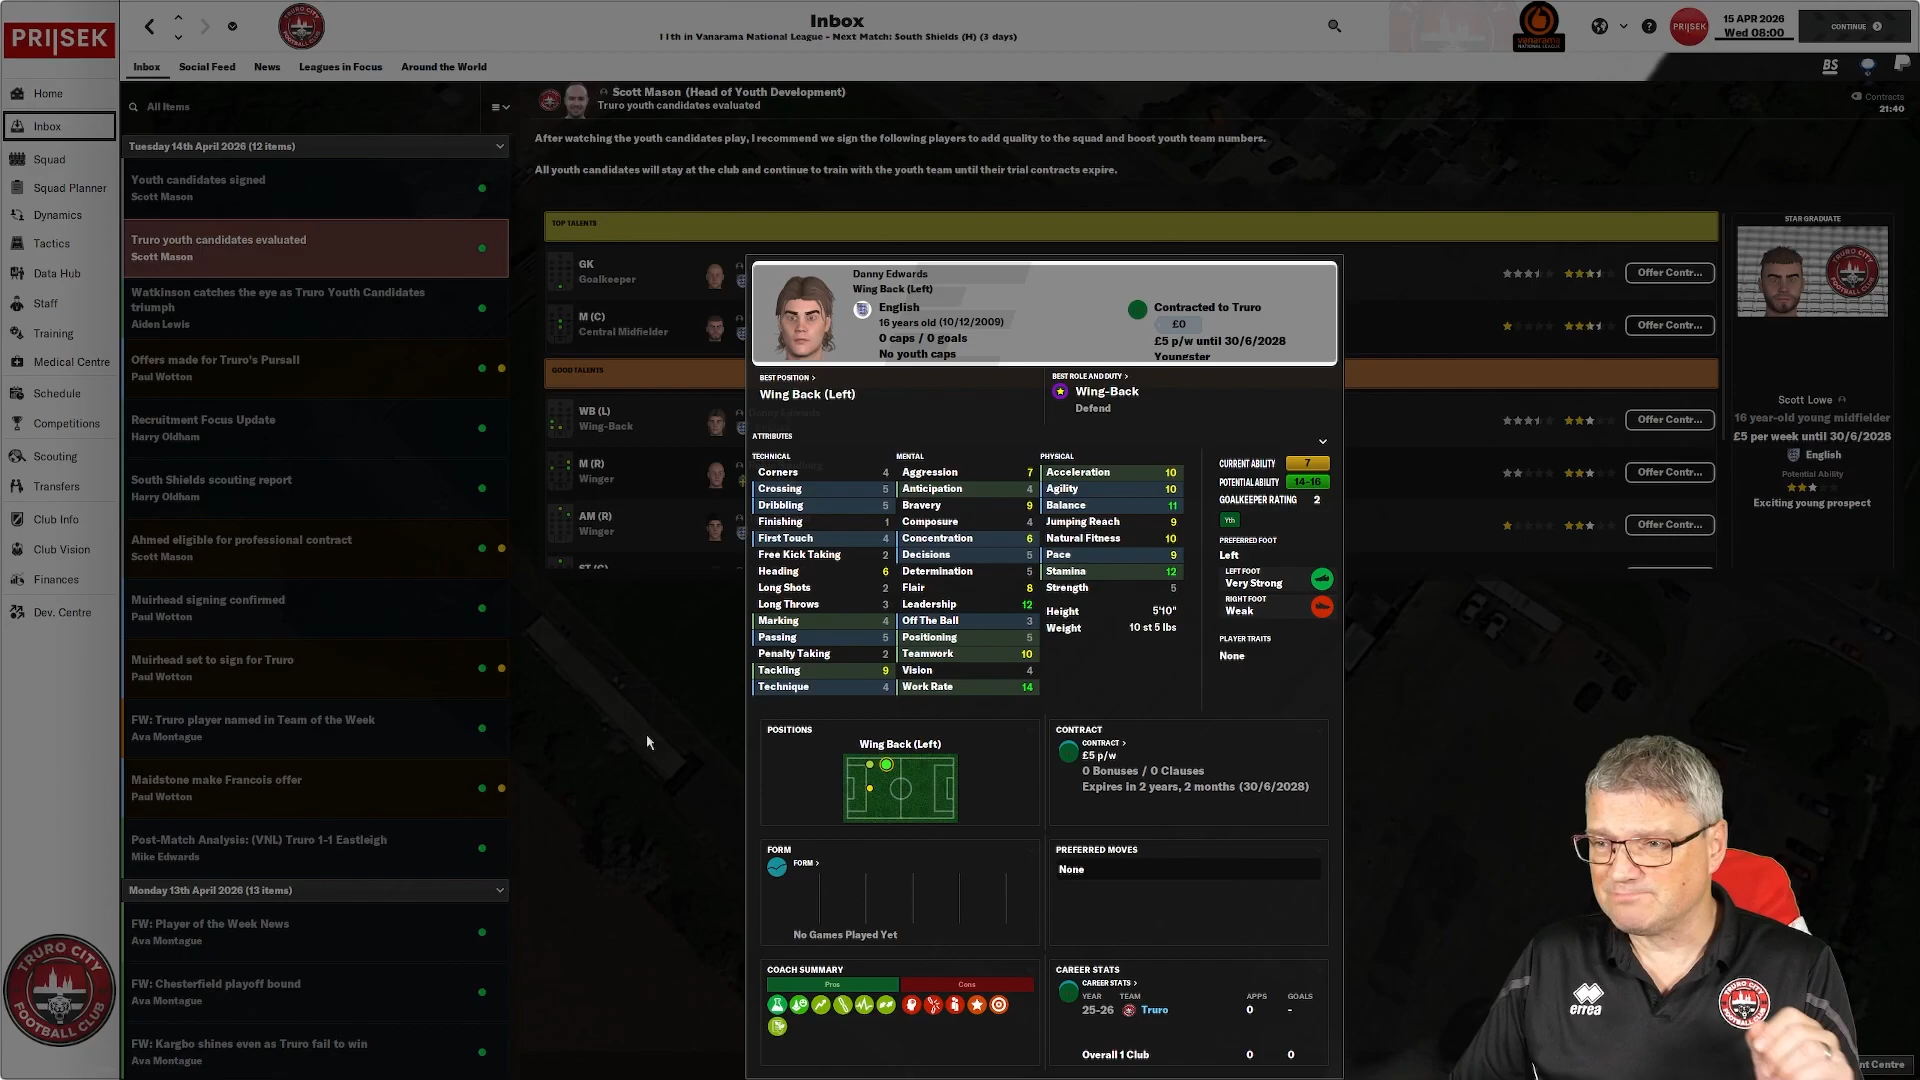 PRIJSEK
Inbox
11th in Vanarama National League - Next Match: South Shields (H) (3 days)
PRIJSEK
15 APR 2026
Wed 08:00
CONTINUE
Inbox
Social Feed
News
Leagues in Focus
Around the World
BS
Home
Inbox
Squad
Squad Planner
Dynamics
Tactics
Data Hub
Staff
Training
Medical Centre
Schedule
Competitions
Scouting
Transfers
Club Info
Club Vision
Finances
Dev. Centre
TRURO CITY
FOOTBALL CLUB
All Items
Tuesday 14th April 2026 (12 items)
Youth candidates signed
Scott Mason
Truro youth candidates evaluated
Scott Mason
Watkinson catches the eye as Truro Youth Candidates
triumph
Aiden Lewis
Offers made for Truro's Pursall
Paul Wotton
Recruitment Focus Update
Harry Oldham
South Shields scouting report
Harry Oldham
Ahmed eligible for professional contract
Scott Mason
Muirhead signing confirmed
Paul Wotton
Muirhead set to sign for Truro
Paul Wotton
FW: Truro player named in Team of the Week
Ava Montague
Maidstone make Francois offer
Paul Wotton
Post-Match Analysis: (VNL) Truro 1-1 Eastleigh
Mike Edwards
Monday 13th April 2026 (13 items)
FW: Player of the Week News
Ava Montague
FW: Chesterfield playoff bound
Ava Montague
FW: Kargbo shines even as Truro fail to win
Ava Montague
Scott Mason (Head of Youth Development)
Truro youth candidates evaluated
Contracts
21:40
After watching the youth candidates play, I recommend we sign the following players to add quality to the squad and boost youth team numbers.
All youth candidates will stay at the club and continue to train with the youth team until their trial contracts expire.
TOP TALENTS
GK
Goalkeeper
Offer Contr...
M (C)
Central Midfielder
Offer Contr...
GOOD TALENTS
WB (L)
Wing-Back
Danny Edwards
Offer Contr...
M (R)
Winger
Offer Contr...
AM (R)
Winger
Offer Contr...
ST (C)
STAR GRADUATE
Scott Lowe
16 year-old young midfielder
£5 per week until 30/6/2028
English
Potential Ability
Exciting young prospect
Danny Edwards
Wing Back (Left)
English
16 years old (10/12/2009)
0 caps / 0 goals
No youth caps
Contracted to Truro
£0
£5 p/w until 30/6/2028
Youngster
BEST POSITION >
Wing Back (Left)
BEST ROLE AND DUTY >
Wing-Back
Defend
ATTRIBUTES
TECHNICAL
Corners 4
Crossing 5
Dribbling 5
Finishing 1
First Touch 4
Free Kick Taking 2
Heading 6
Long Shots 2
Long Throws 3
Marking 4
Passing 5
Penalty Taking 2
Tackling 9
Technique 4
MENTAL
Aggression 7
Anticipation 4
Bravery 9
Composure 4
Concentration 6
Decisions 5
Determination 5
Flair 8
Leadership 12
Off The Ball 3
Positioning 5
Teamwork 10
Vision 4
Work Rate 14
PHYSICAL
Acceleration 10
Agility 10
Balance 11
Jumping Reach 9
Natural Fitness 10
Pace 9
Stamina 12
Strength 5
Height 5'10"
Weight 10 st 5 lbs
CURRENT ABILITY 7
POTENTIAL ABILITY 14-16
GOALKEEPER RATING 2
Yth
PREFERRED FOOT
Left
LEFT FOOT
Very Strong
RIGHT FOOT
Weak
PLAYER TRAITS
None
POSITIONS
Wing Back (Left)
CONTRACT
CONTRACT >
£5 p/w
0 Bonuses / 0 Clauses
Expires in 2 years, 2 months (30/6/2028)
FORM
FORM >
No Games Played Yet
PREFERRED MOVES
None
COACH SUMMARY
Pros
Cons
CAREER STATS
CAREER STATS >
YEAR TEAM APPS GOALS
25-26 Truro 0 -
Overall 1 Club 0 0
errea
nt Centre